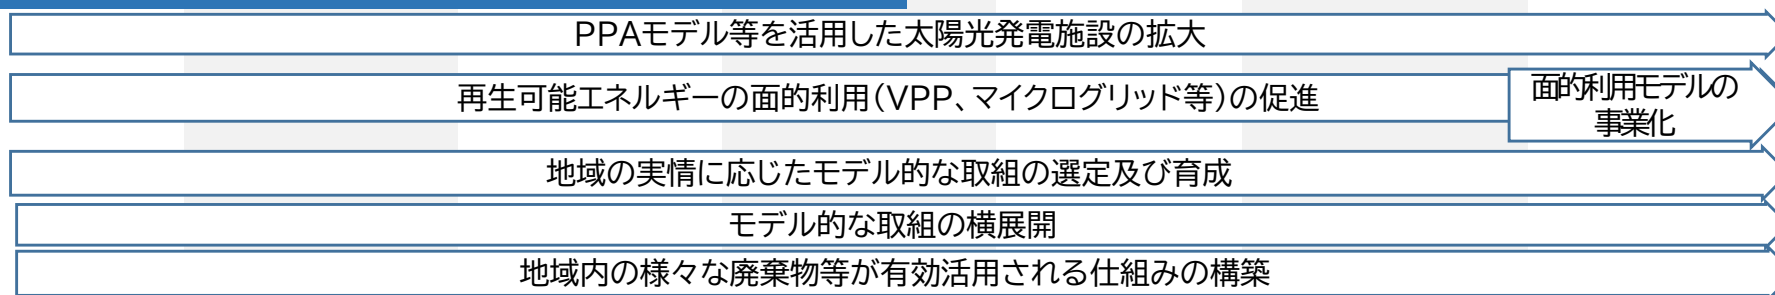 PPAモデル等を活用した太陽光発電施設の拡大
再生可能エネルギーの面的利用（VPP、マイクログリッド等）の促進
面的利用モデルの
事業化
地域の実情に応じたモデル的な取組の選定及び育成
モデル的な取組の横展開
地域内の様々な廃棄物等が有効活用される仕組みの構築